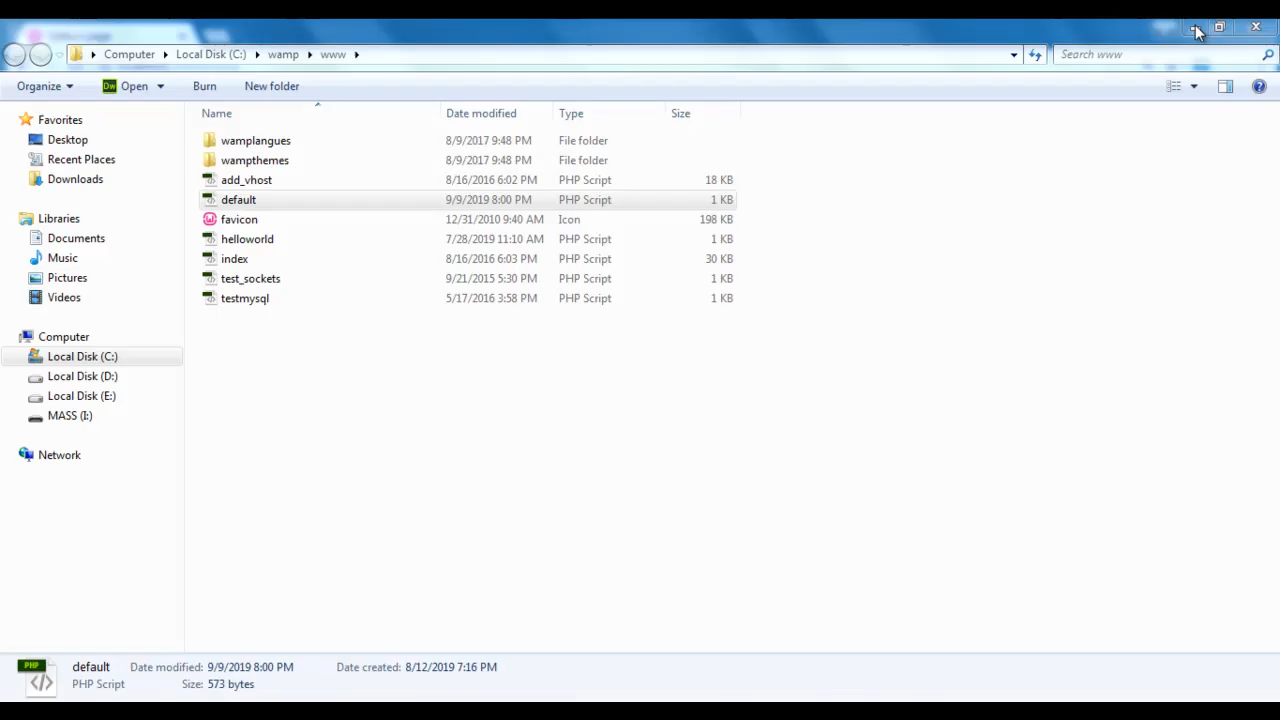 Computer Local Disk (C:) wamp www
Search www
Organize Dw Open Burn New folder
Name Date modified Type Size
Favorites
Desktop
Recent Places
Downloads
Libraries
Documents
Music
Pictures
Videos
Computer
Local Disk (C:)
Local Disk (D:)
Local Disk (E:)
MASS (I:)
Network
wamplangues 8/9/2017 9:48 PM File folder
wampthemes 8/9/2017 9:48 PM File folder
add_vhost 8/16/2016 6:02 PM PHP Script 18 KB
default 9/9/2019 8:00 PM PHP Script 1 KB
favicon 12/31/2010 9:40 AM Icon 198 KB
helloworld 7/28/2019 11:10 AM PHP Script 1 KB
index 8/16/2016 6:03 PM PHP Script 30 KB
test_sockets 9/21/2015 5:30 PM PHP Script 1 KB
testmysql 5/17/2016 3:58 PM PHP Script 1 KB
PHP
default Date modified: 9/9/2019 8:00 PM Date created: 8/12/2019 7:16 PM
PHP Script Size: 573 bytes